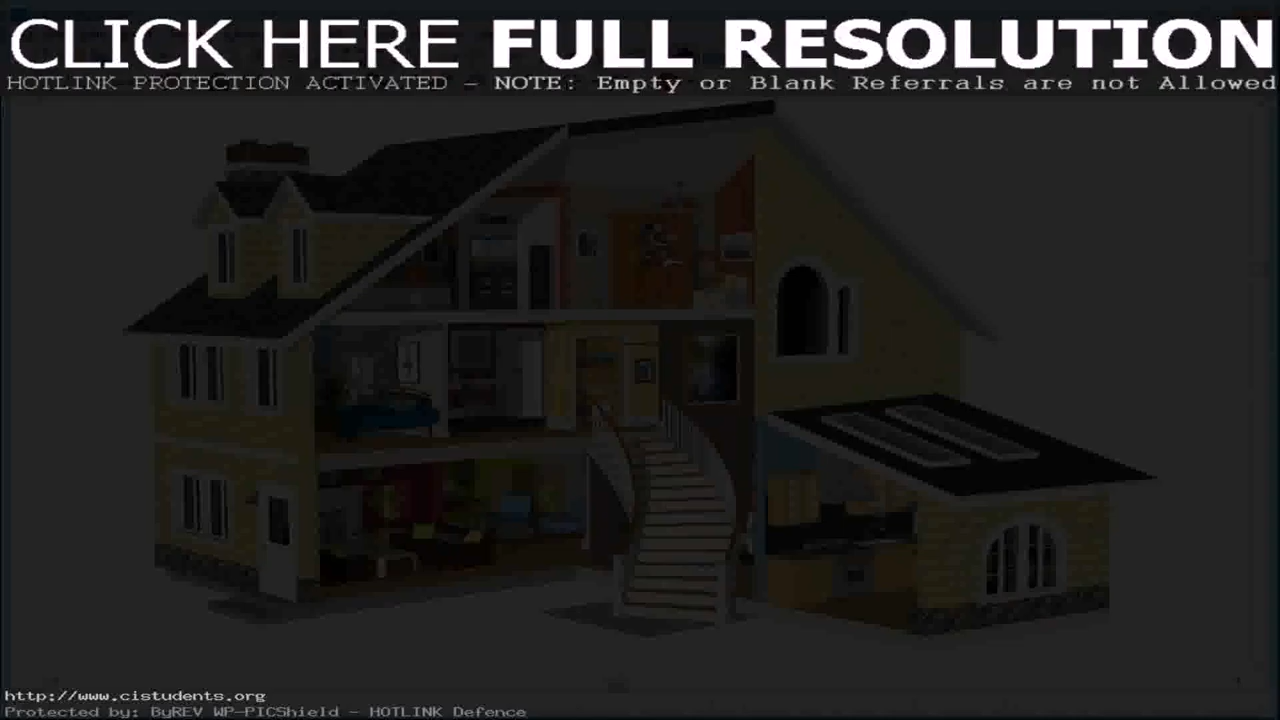 CLICK HERE FULL RESOLUTION
HOTLINK PROTECTION ACTIVATED - NOTE: Empty or Blank Referrals are not Allowed
http://www.cistudents.org
Protected by: ByREV WP-PICShield - HOTLINK Defence